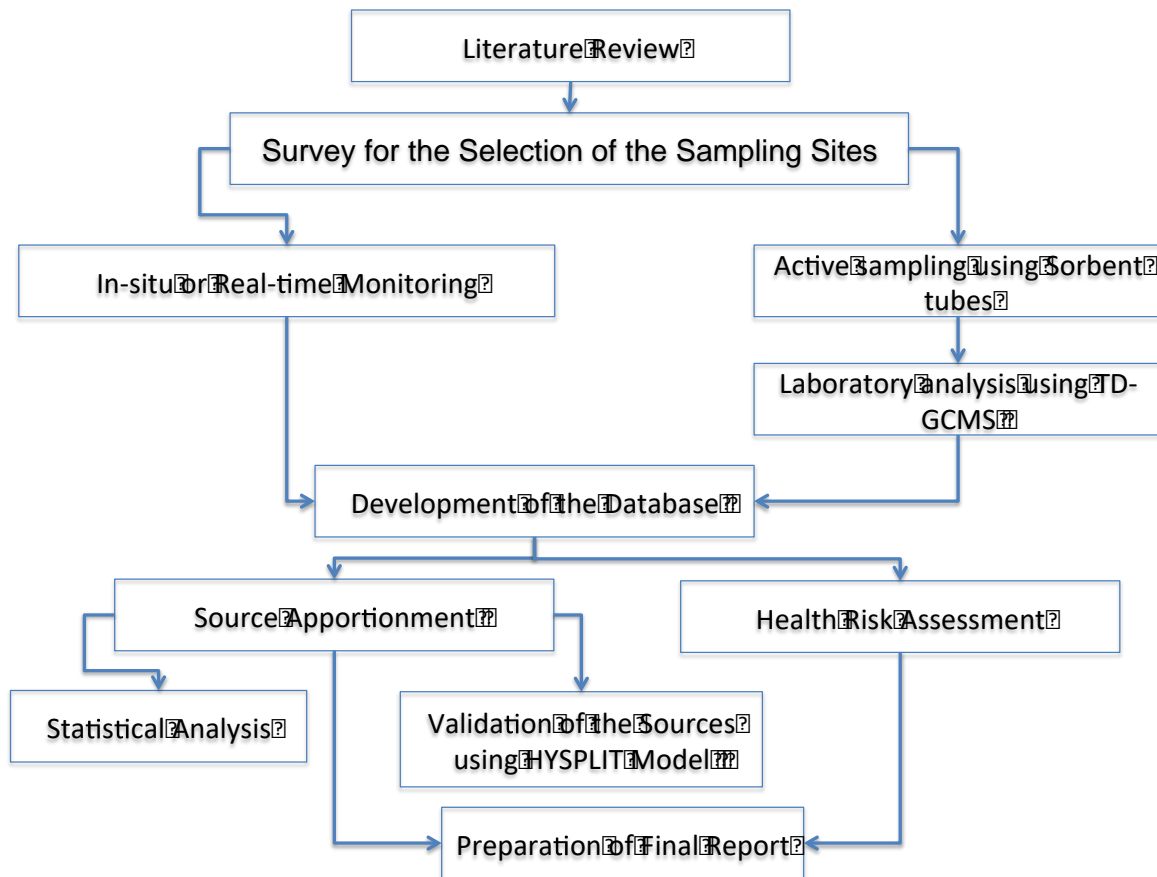 Literature Review
Survey for the Selection of the Sampling Sites
In-situ or Real-time Monitoring
Active sampling using Sorbent
tubes
Laboratory analysis using TD-
GCMS
Development of the Database
Source Apportionment
Health Risk Assessment
Statistical Analysis
Validation of the Sources
using HYSPLIT Model
Preparation of Final Report